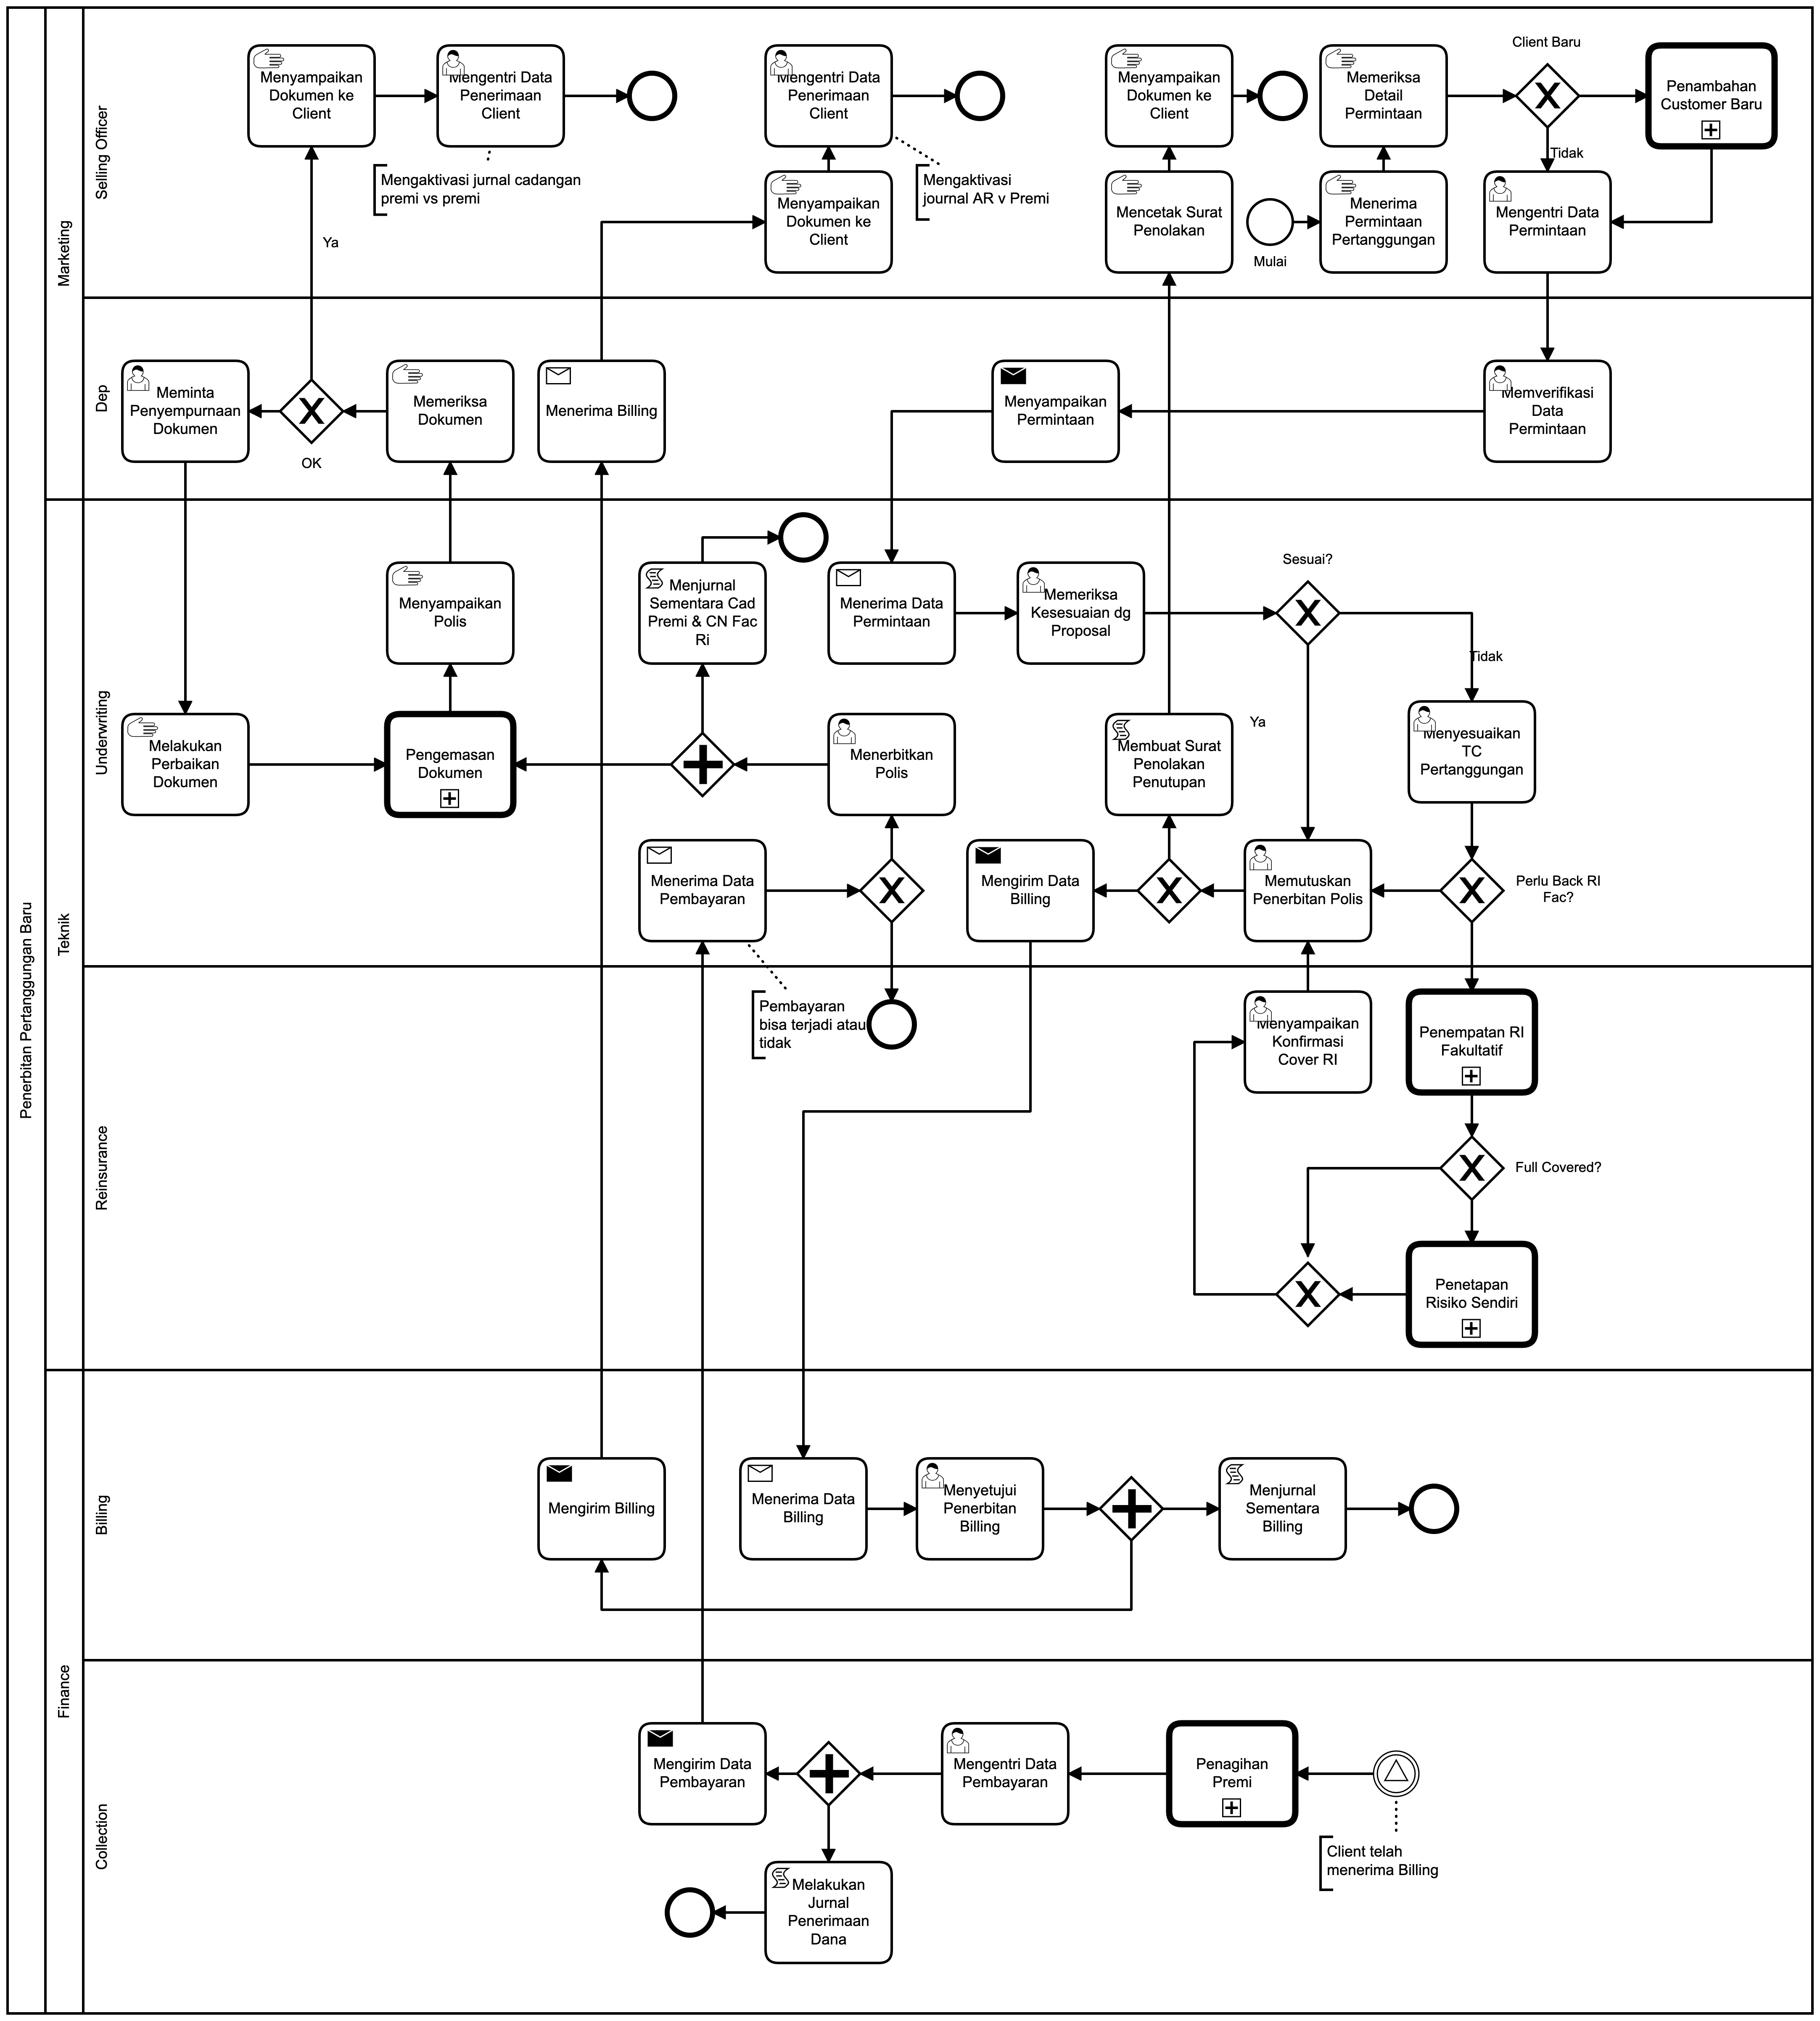 Penerbitan Pertanggungan Baru
Marketing
Selling Officer
Menyampaikan
Dokumen ke
Client
Mengentri Data
Penerimaan
Client
Mengaktivasi jurnal cadangan
premi vs premi
Ya
Mengentri Data
Penerimaan
Client
Mengaktivasi
journal AR v Premi
Menyampaikan
Dokumen ke
Client
Menyampaikan
Dokumen ke
Client
Mencetak Surat
Penolakan
Mulai
Memeriksa
Detail
Permintaan
Menerima
Permintaan
Pertanggungan
Client Baru
Tidak
Penambahan
Customer Baru
Mengentri Data
Permintaan
Dep
Meminta
Penyempurnaan
Dokumen
OK
Memeriksa
Dokumen
Menerima Billing
Menyampaikan
Permintaan
Memverifikasi
Data
Permintaan
Teknik
Underwriting
Menyampaikan
Polis
Menjurnal
Sementara Cad
Premi & CN Fac
Ri
Menerima Data
Permintaan
Memeriksa
Kesesuaian dg
Proposal
Sesuai?
Tidak
Ya
Melakukan
Perbaikan
Dokumen
Pengemasan
Dokumen
Menerbitkan
Polis
Membuat Surat
Penolakan
Penutupan
Menyesuaikan
TC
Pertanggungan
Menerima Data
Pembayaran
Mengirim Data
Billing
Memutuskan
Penerbitan Polis
Perlu Back RI
Fac?
Reinsurance
Pembayaran
bisa terjadi atau
tidak
Menyampaikan
Konfirmasi
Cover RI
Penempatan RI
Fakultatif
Full Covered?
Penetapan
Risiko Sendiri
Finance
Billing
Mengirim Billing
Menerima Data
Billing
Menyetujui
Penerbitan
Billing
Menjurnal
Sementara
Billing
Collection
Mengirim Data
Pembayaran
Mengentri Data
Pembayaran
Penagihan
Premi
Client telah
menerima Billing
Melakukan
Jurnal
Penerimaan
Dana